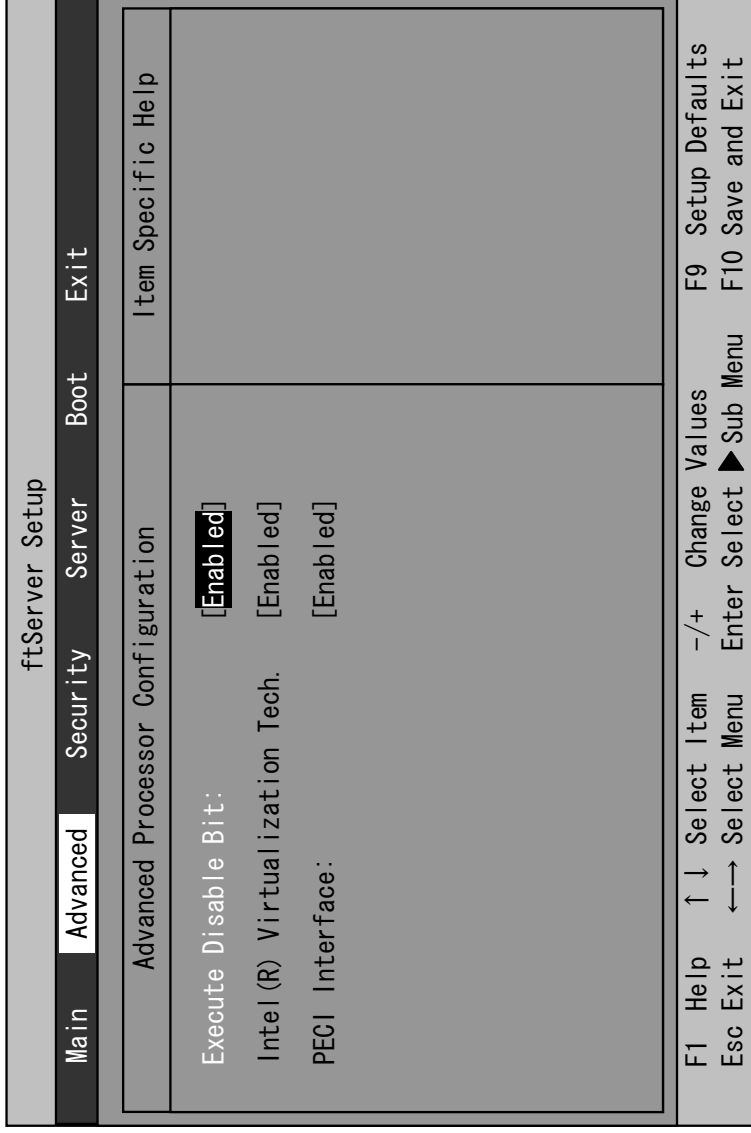 ftServer Setup
Main Advanced Security Server Boot Exit
Advanced Processor Configuration Item Specific Help
Execute Disable Bit: [Enabled]
Intel(R) Virtualization Tech. [Enabled]
PECI Interface: [Enabled]
F1 Help ↑↓ Select Item -/+ Change Values F9 Setup Defaults
Esc Exit ←→ Select Menu Enter Select ▶Sub Menu F10 Save and Exit